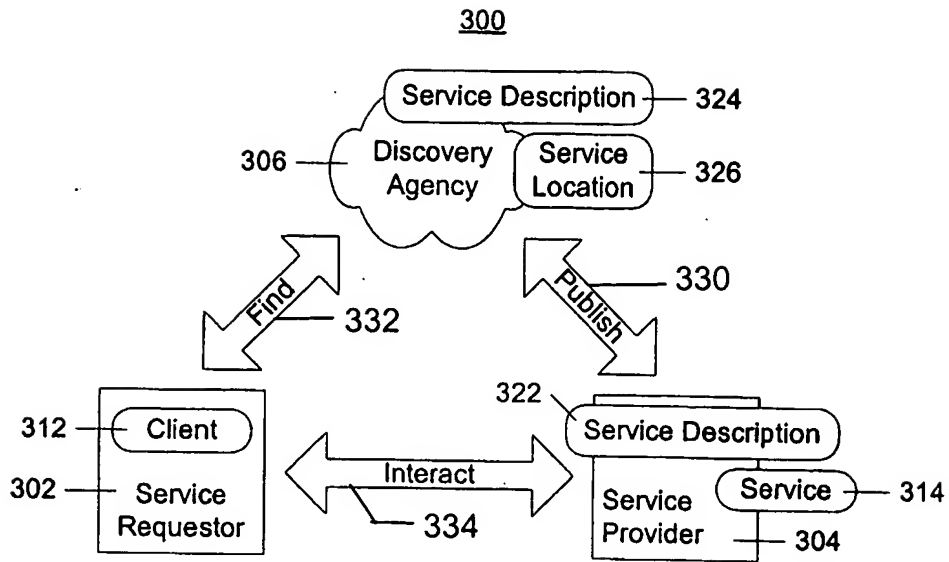 300
Service Description
324
306
Discovery
Agency
Service
Location
326
Find
332
Publish
330
312
Client
302
Service
Requestor
Interact
334
322
Service Description
Service
314
Service
Provider
304